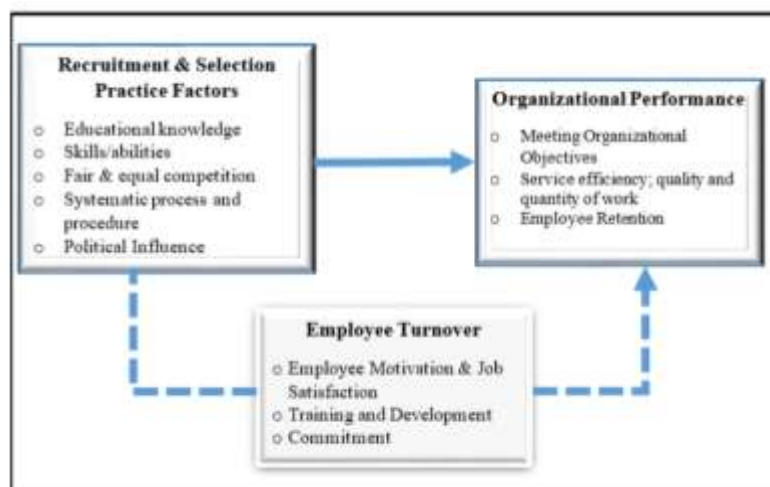 Recruitment & Selection
Practice Factors
o Educational knowledge
o Skills/abilities
o Fair & equal competition
o Systematic process and
procedure
o Political Influence
Organizational Performance
o Meeting Organizational
Objectives
o Service efficiency; quality and
quantity of work
o Employee Retention
Employee Turnover
o Employee Motivation & Job
Satisfaction
o Training and Development
o Commitment